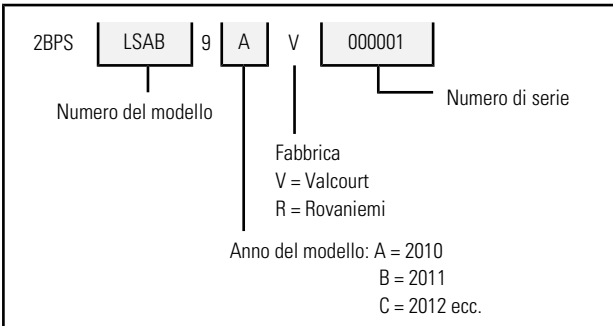 2BPS LSAB 9 A V 000001
Numero del modello
Numero di serie
Fabbrica
V = Valcourt
R = Rovaniemi
Anno del modello: A = 2010
B = 2011
C = 2012 ecc.